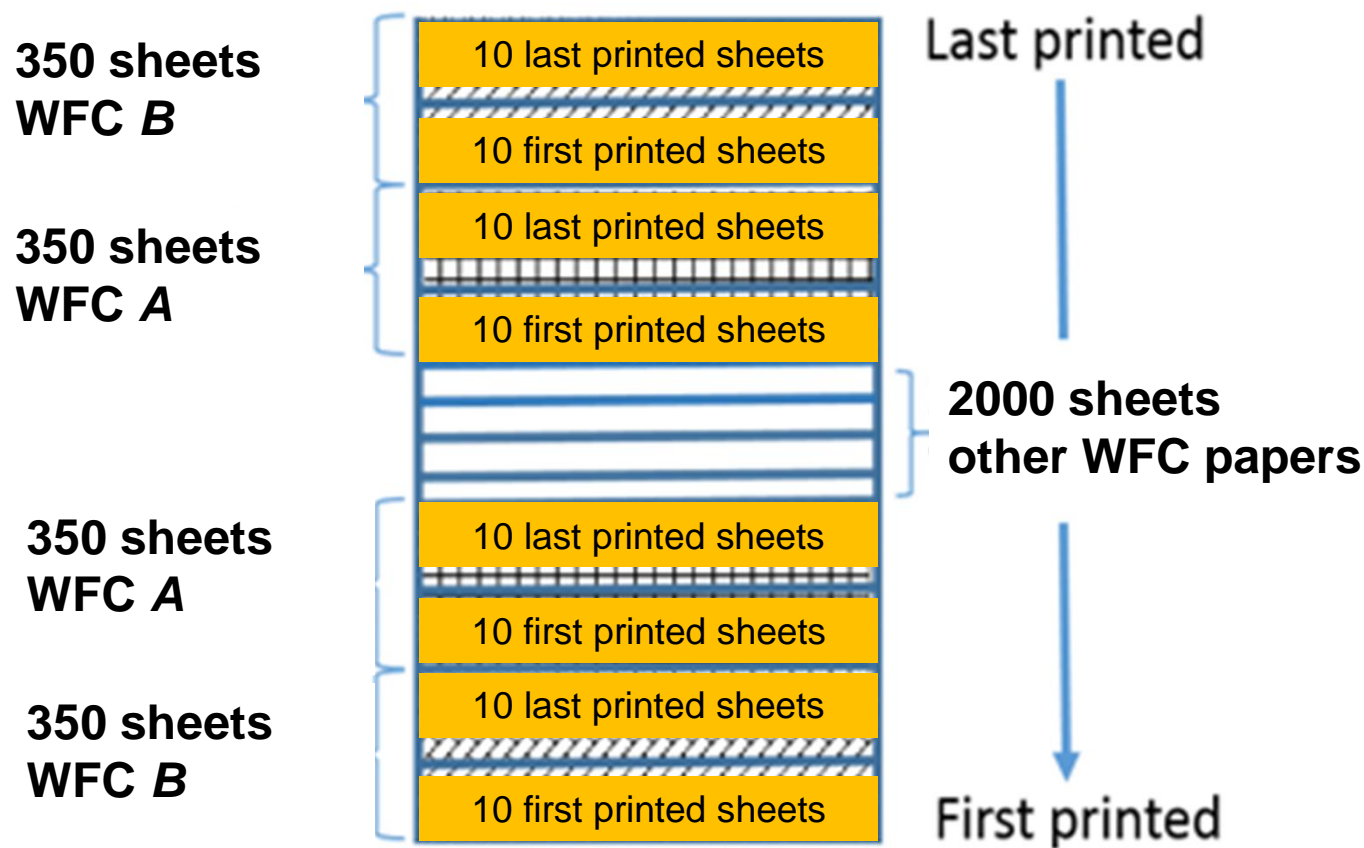 350 sheets
WFC B
10 last printed sheets
10 first printed sheets
Last printed
350 sheets
WFC A
10 last printed sheets
10 first printed sheets
2000 sheets
other WFC papers
350 sheets
WFC A
10 last printed sheets
10 first printed sheets
350 sheets
WFC B
10 last printed sheets
10 first printed sheets
First printed